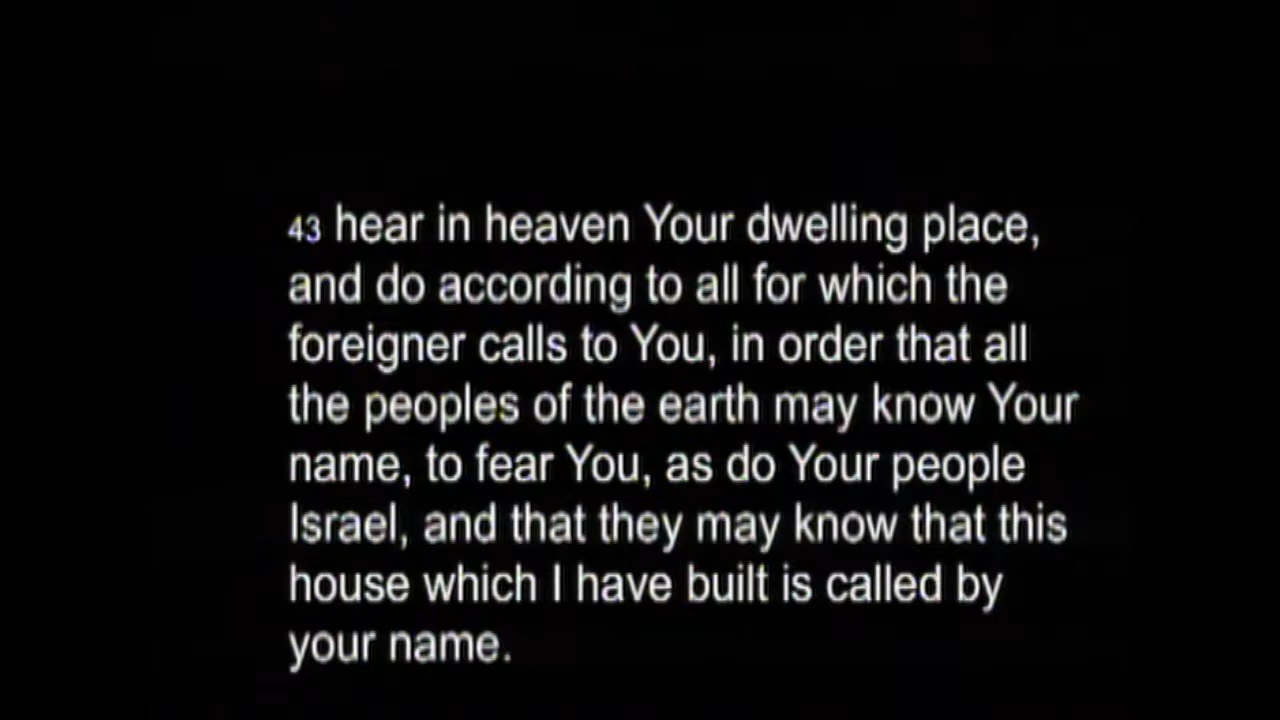 43 hear in heaven Your dwelling place,
and do according to all for which the
foreigner calls to You, in order that all
the peoples of the earth may know Your
name, to fear You, as do Your people
Israel, and that they may know that this
house which I have built is called by
your name.